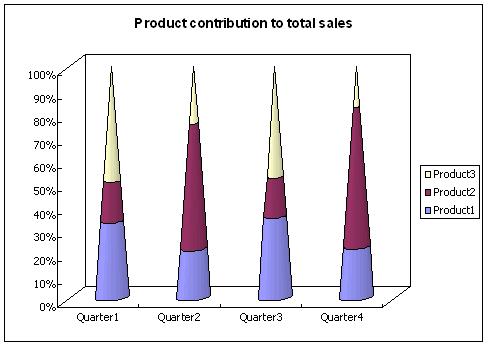 Product contribution to total sales
100%
90%
80%
70%
60%
50%
40%
30%
20%
10%
0%
Quarter1 Quarter2 Quarter3 Quarter4
Product3
Product2
Product1